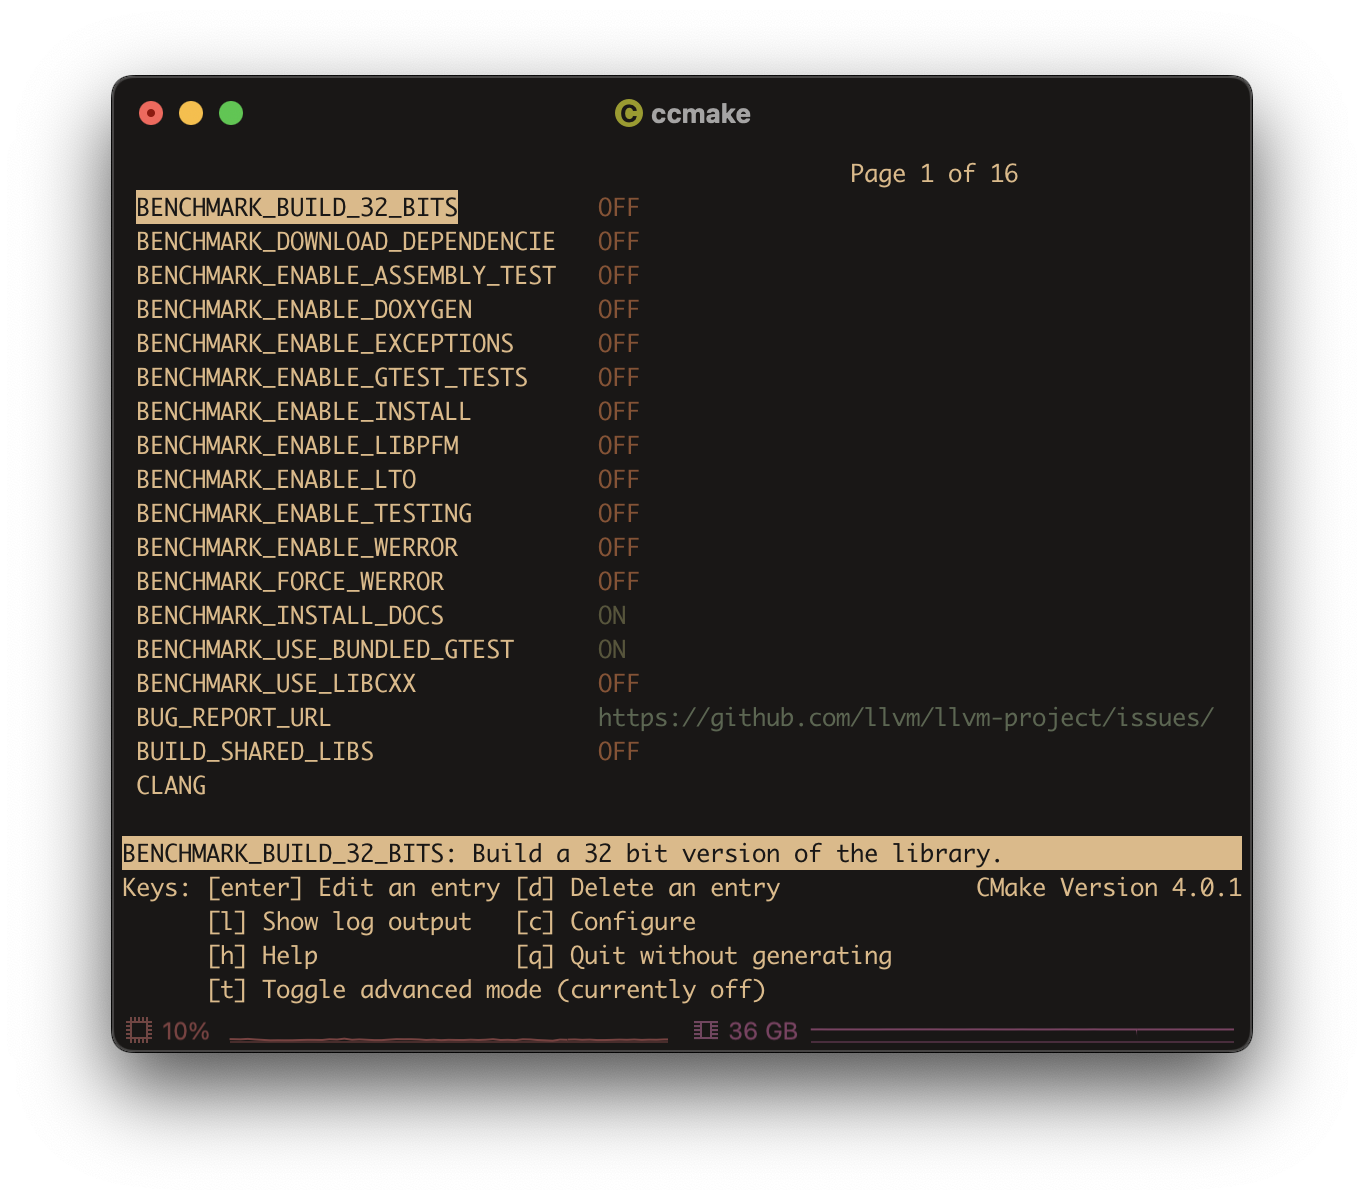 ccmake
Page 1 of 16
BENCHMARK_BUILD_32_BITS OFF
BENCHMARK_DOWNLOAD_DEPENDENCIE OFF
BENCHMARK_ENABLE_ASSEMBLY_TEST OFF
BENCHMARK_ENABLE_DOXYGEN OFF
BENCHMARK_ENABLE_EXCEPTIONS OFF
BENCHMARK_ENABLE_GTEST_TESTS OFF
BENCHMARK_ENABLE_INSTALL OFF
BENCHMARK_ENABLE_LIBPFM OFF
BENCHMARK_ENABLE_LTO OFF
BENCHMARK_ENABLE_TESTING OFF
BENCHMARK_ENABLE_WERROR OFF
BENCHMARK_FORCE_WERROR OFF
BENCHMARK_INSTALL_DOCS ON
BENCHMARK_USE_BUNDLED_GTEST ON
BENCHMARK_USE_LIBCXX OFF
BUG_REPORT_URL https://github.com/llvm/llvm-project/issues/
BUILD_SHARED_LIBS OFF
CLANG
BENCHMARK_BUILD_32_BITS: Build a 32 bit version of the library.
Keys: [enter] Edit an entry [d] Delete an entry CMake Version 4.0.1
[l] Show log output [c] Configure
[h] Help [q] Quit without generating
[t] Toggle advanced mode (currently off)
10% 36 GB